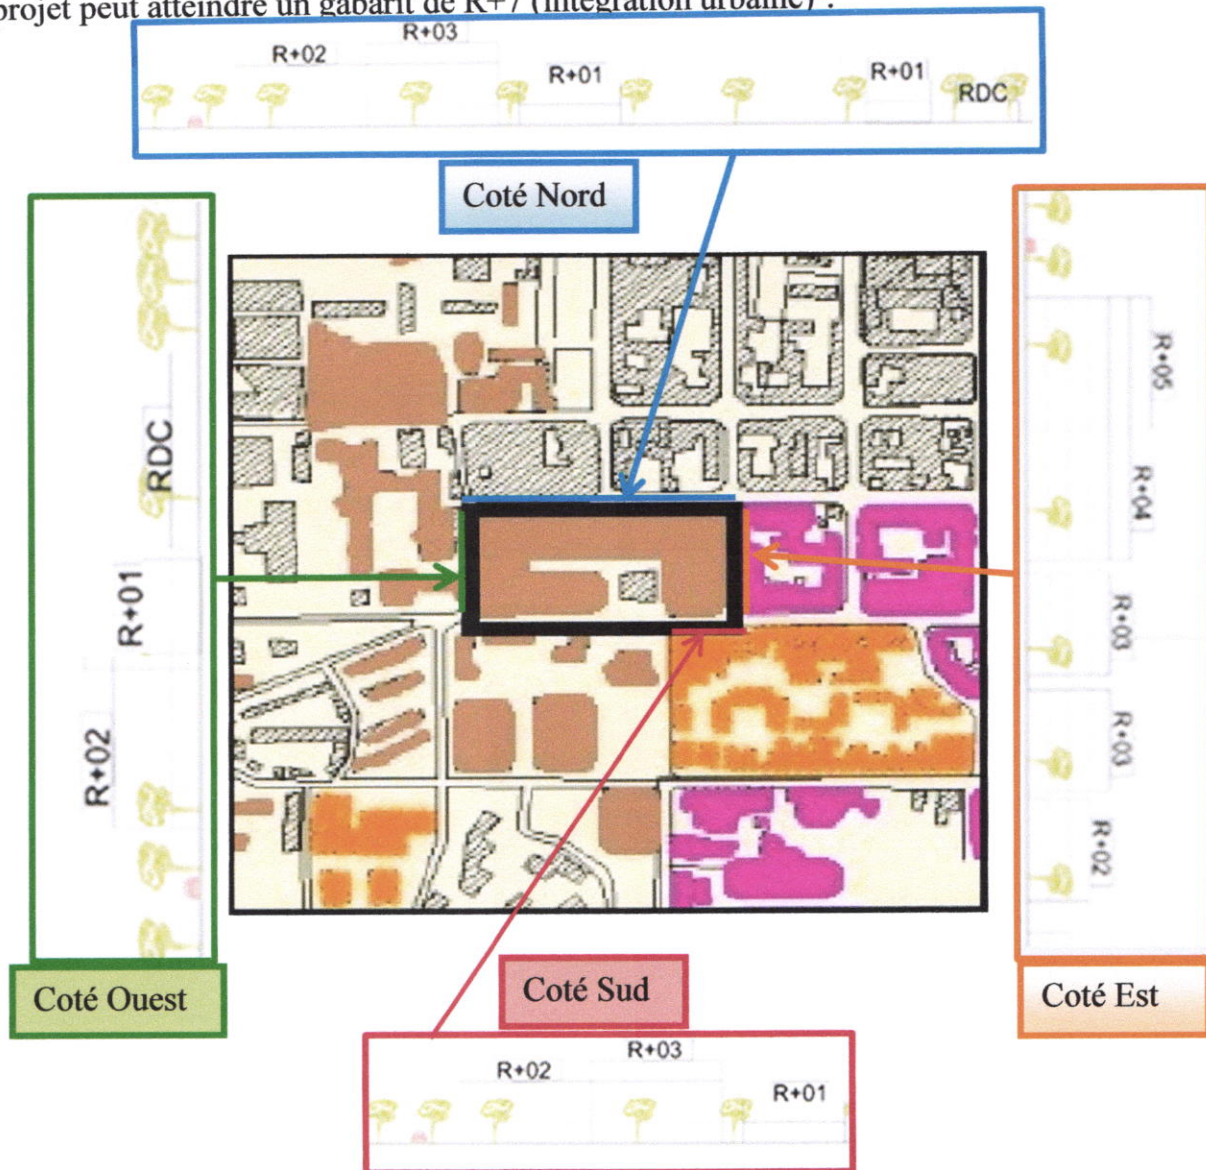 projet peut atteindre un gabarit de R+7 (intégration urbaine) :
R+03
R+02
R+01
R+01
RDC
Coté Nord
RDC
R+01
R+02
R+05
R+04
R+03
R+03
R+02
Coté Ouest
Coté Sud
Coté Est
R+03
R+02
R+01